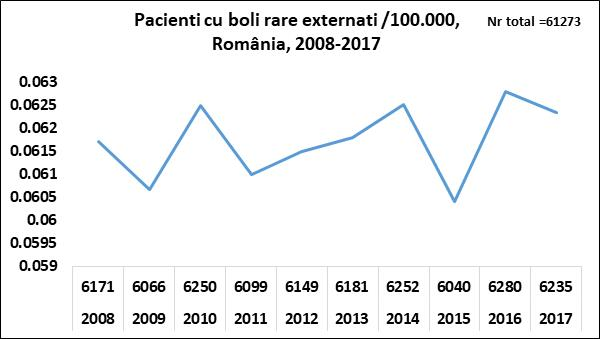 Pacienti cu boli rare externati /100.000,
România, 2008-2017
Nr total =61273
0.063
0.0625
0.062
0.0615
0.061
0.0605
0.06
0.0595
0.059
6171 6066 6250 6099 6149 6181 6252 6040 6280 6235
2008 2009 2010 2011 2012 2013 2014 2015 2016 2017